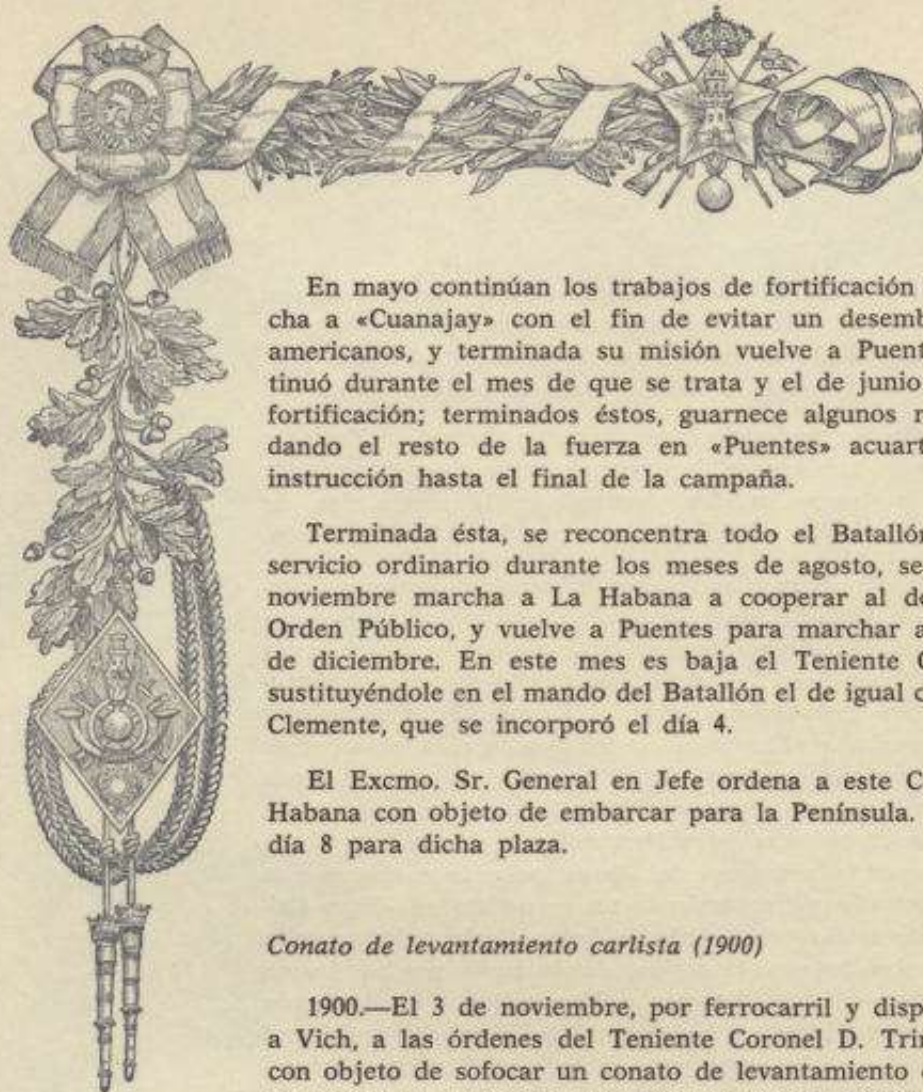 En mayo continúan los trabajos de fortificación
cha a «Cuanajay» con el fin de evitar un desemb
americanos, y terminada su misión vuelve a Puent
tinuó durante el mes de que se trata y el de junio
fortificación; terminados éstos, guarnece algunos
dando el resto de la fuerza en «Puentes» acuart
instrucción hasta el final de la campaña.
Terminada ésta, se reconcentra todo el Batallón
servicio ordinario durante los meses de agosto, se
noviembre marcha a La Habana a cooperar al de
Orden Público, y vuelve a Puentes para marchar a
de diciembre. En este mes es baja el Teniente
sustituyéndole en el mando del Batallón el de igual
Clemente, que se incorporó el día 4.
El Excmo. Sr. General en Jefe ordena a este C
Habana con objeto de embarcar para la Península.
día 8 para dicha plaza.
Conato de levantamiento carlista (1900)
1900.—El 3 de noviembre, por ferrocarril y disp
a Vich, a las órdenes del Teniente Coronel D. Trin
con objeto de sofocar un conato de levantamiento